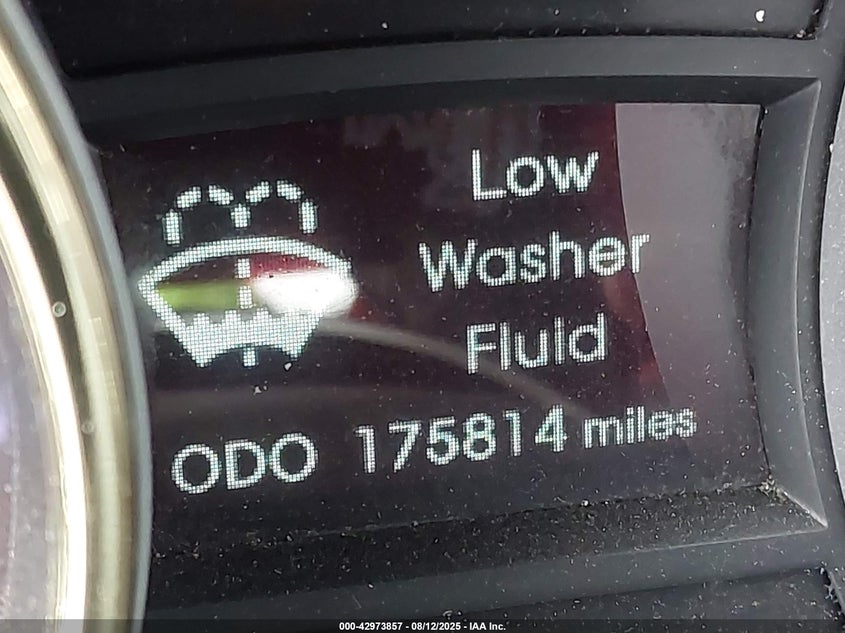 Low
Washer
Fluid
ODO 175814 miles
000-42973857 - 08/12/2025 - IAA Inc.